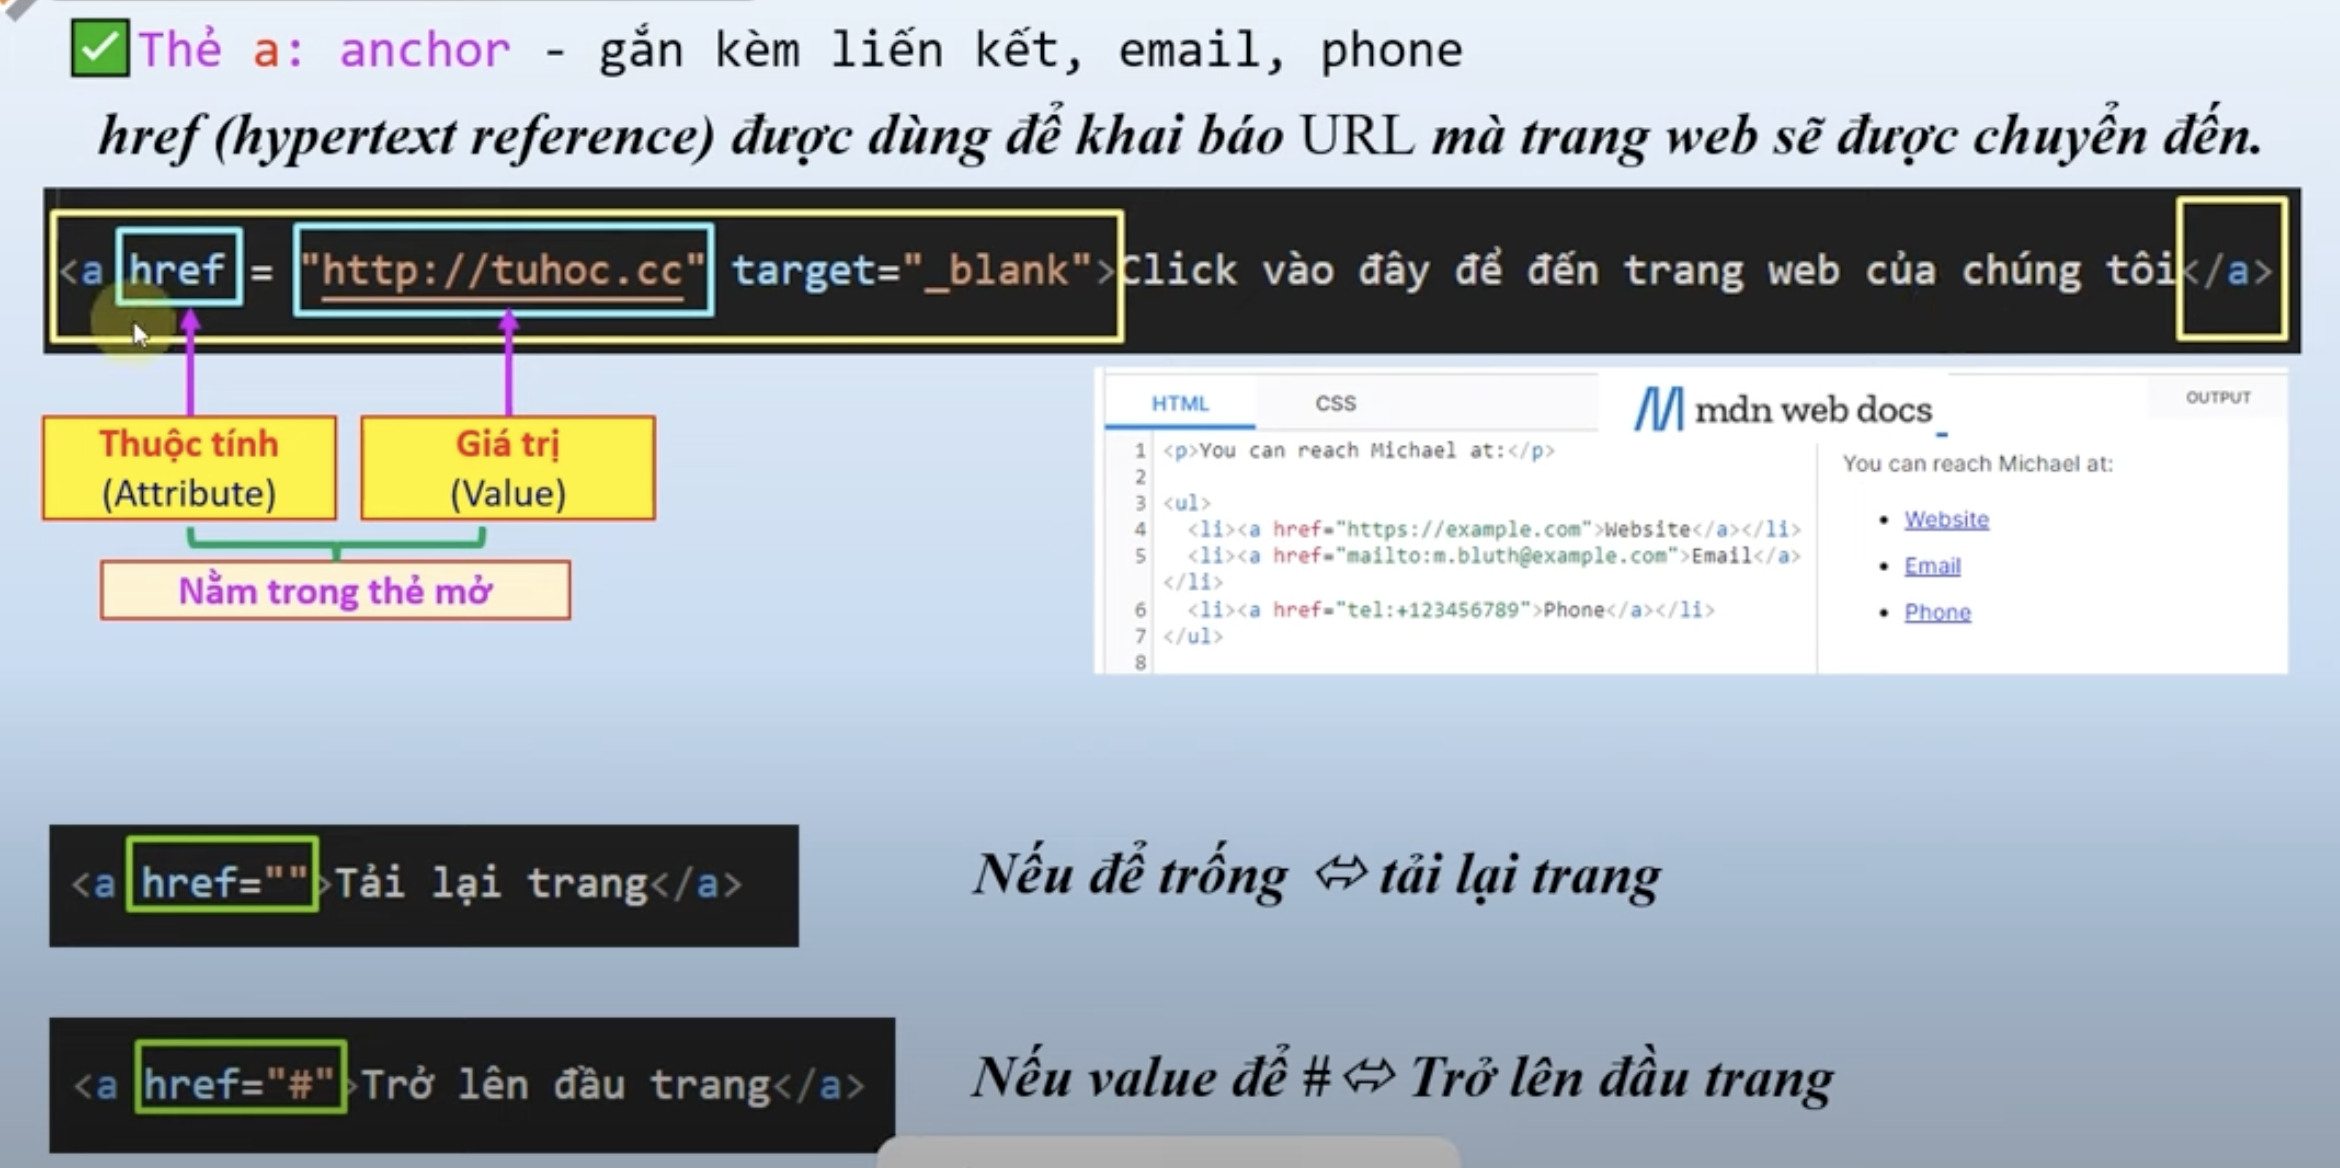 ✅Thẻ a: anchor - gắn kèm liến kết, email, phone
href (hypertext reference) được dùng để khai báo URL mà trang web sẽ được chuyển đến.
<a href = "http://tuhoc.cc" target="_blank">Click vào đây để đến trang web của chúng tôi</a>
Thuộc tính
(Attribute)
Giá trị
(Value)
Nằm trong thẻ mở
HTML CSS mdn web docs_ OUTPUT
1 <p>You can reach Michael at:</p>
2
3 <ul>
4 <li><a href="https://example.com">Website</a></li>
5 <li><a href="mailto:m.bluth@example.com">Email</a>
</li>
6 <li><a href="tel:+123456789">Phone</a></li>
7 </ul>
8
You can reach Michael at:
• Website
• Email
• Phone
<a href="">Tải lại trang</a>
Nếu để trống ⬄ tải lại trang
<a href="#">Trở lên đầu trang</a>
Nếu value để # ⬄ Trở lên đầu trang